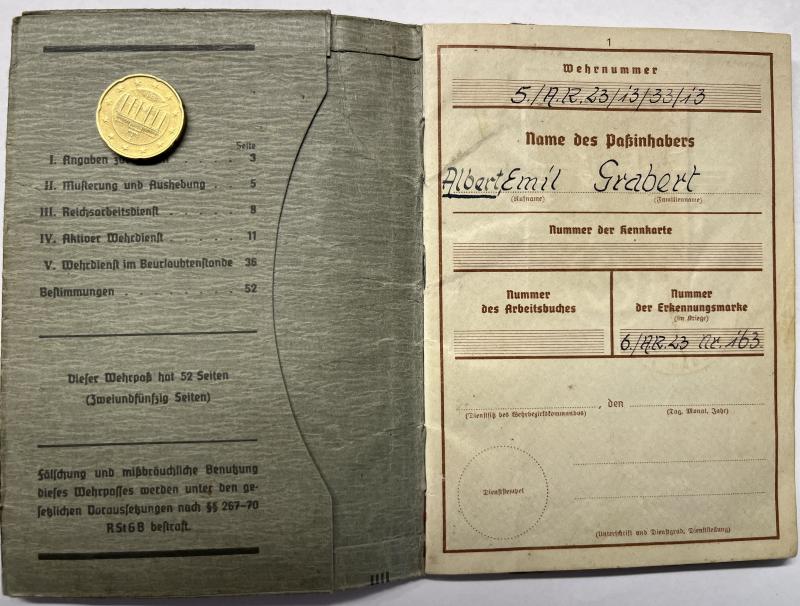 Seite
I. Angaben zur 3
II. Musterung und Aushebung . 5
III. Reichsarbeitsdienst . . . . 8
IV. Aktiver Wehrdienst . . . . 11
V. Wehrdienst im Beurlaubtenstande 36
Bestimmungen . . . . . . . 52
Dieser Wehrpaß hat 52 Seiten
(Zweiundfünfzig Seiten)
Fälschung und mißbräuchliche Benutzung
dieses Wehrpasses werden unter den ge-
setzlichen Voraussetzungen nach §§ 267-70
RStGB bestraft.
1
Wehrnummer
5./A.R.23/13/33/13
Name des Paßinhabers
Albert, Emil Grabert
(Rufname) (Familienname)
Nummer der Kennkarte
Nummer
des Arbeitsbuches
Nummer
der Erkennungsmarke
(im Kriege)
6./AR.23 Nr. 163.
, den
(Dienstsitz des Wehrbezirkskommandos) (Tag, Monat, Jahr)
Dienststempel
(Unterschrift und Dienstgrad, Dienststellung)